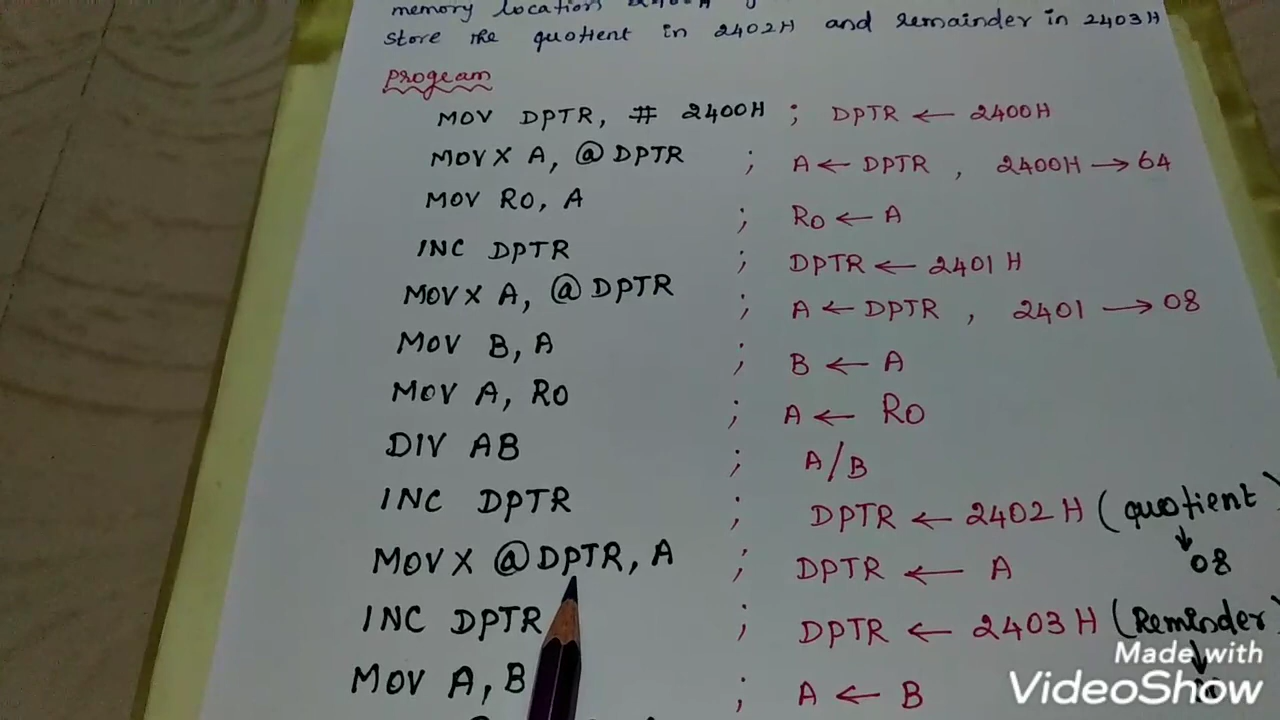 memory location
store the quotient in 2402H and remainder in 2403H
Program
MOV DPTR, # 2400H ; DPTR ← 2400H
MOVX A, @ DPTR ; A ← DPTR , 2400H → 64
MOV R0, A ; R0 ← A
INC DPTR ; DPTR ← 2401 H
MOVX A, @ DPTR ; A ← DPTR , 2401 → 08
MOV B, A ; B ← A
MOV A, R0 ; A ← R0
DIV AB ; A/B
INC DPTR ; DPTR ← 2402 H ( quotient )
↓
MOVX @ DPTR, A ; DPTR ← A 08
INC DPTR ; DPTR ← 2403 H ( Reminder )
↓
MOV A, B ; A ← B
Made with
VideoShow